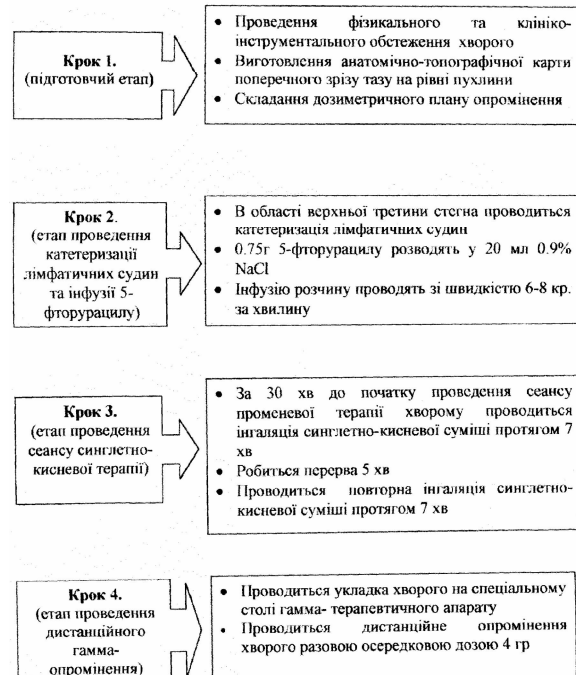 Крок 1.
(підготовчий етап)
• Проведення фізикального та клініко-
інструментального обстеження хворого
• Виготовлення анатомічно-топографічної карти
поперечного зрізу тазу на рівні пухлини
• Складання дозиметричного плану опромінення
Крок 2.
(етап проведення
катетеризації
лімфатичних судин
та інфузії 5-
фторурацилу)
• В області верхньої третини стегна проводиться
катетеризація лімфатичних судин
• 0.75г 5-фторурацилу розводять у 20 мл 0.9%
NaCl
• Інфузію розчину проводять зі швидкістю 6-8 кр.
за хвилину
Крок 3.
(етап проведення
сеансу синглетно-
кисневої терапії)
• За 30 хв до початку проведення сеансу
променевої терапії хворому проводиться
інгаляція синглетно-кисневої суміші протягом 7
хв
• Робиться перерва 5 хв
• Проводиться повторна інгаляція синглетно-
кисневої суміші протягом 7 хв
Крок 4.
(етап проведення
дистанційного
гамма-
опромінення)
• Проводиться укладка хворого на спеціальному
столі гамма- терапевтичного апарату
• Проводиться дистанційне опромінення
хворого разовою осередковою дозою 4 гр